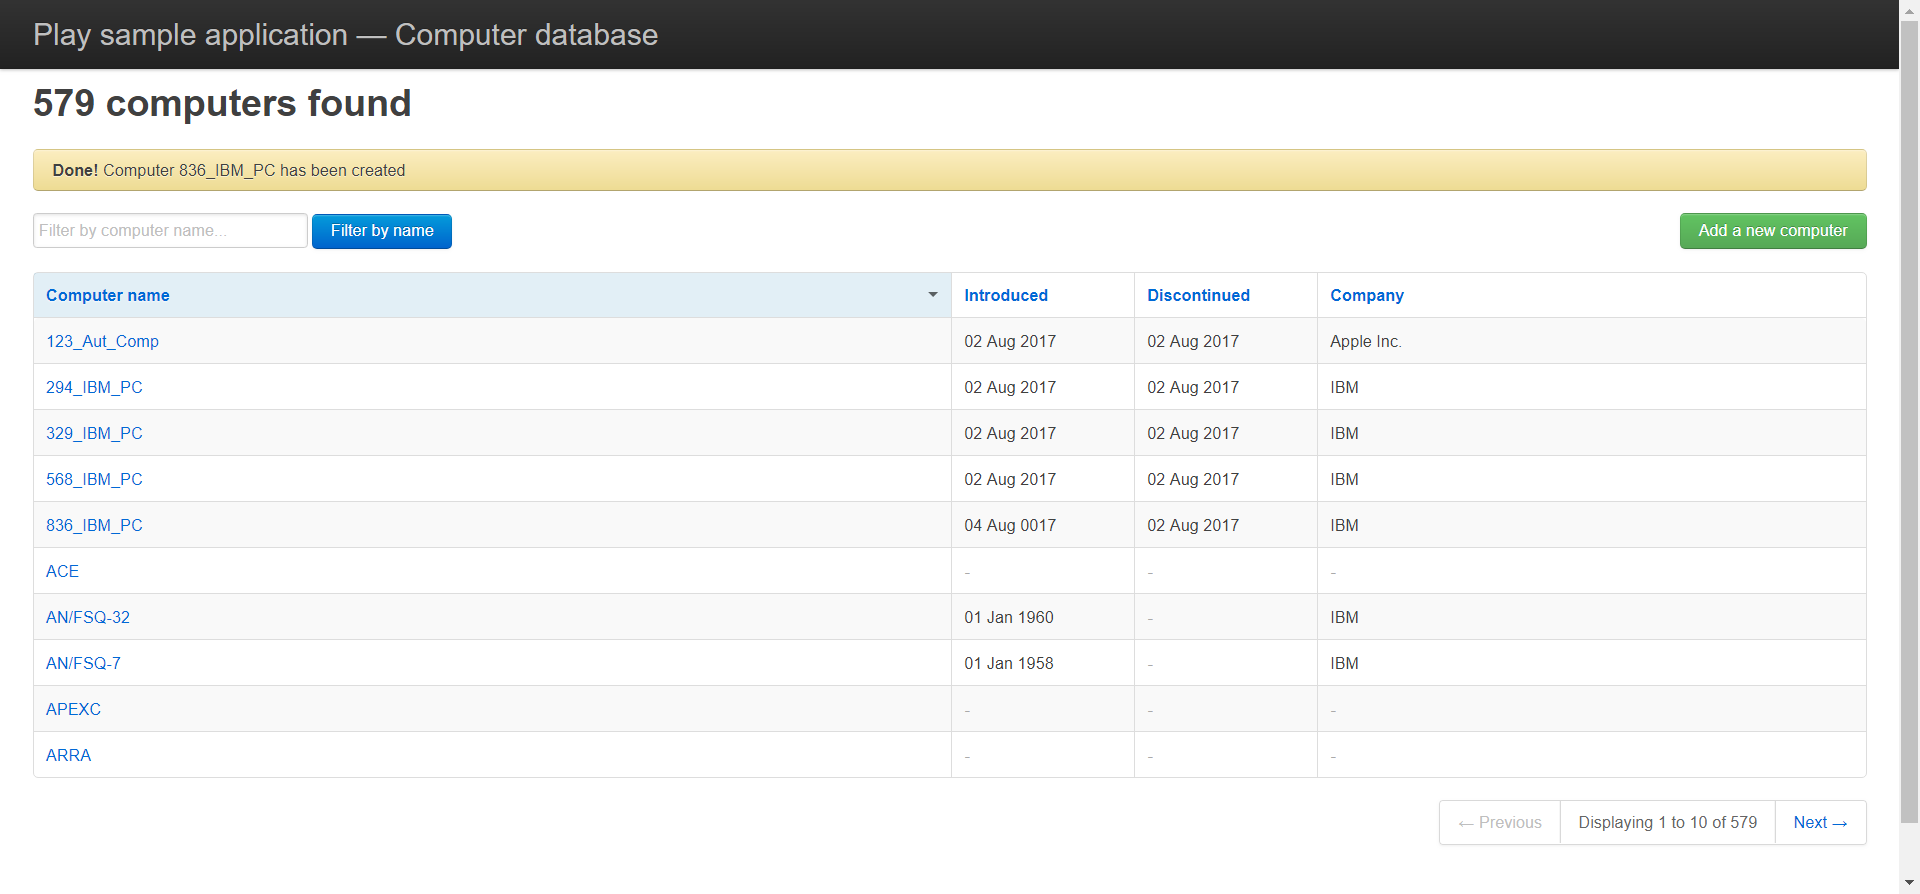 Play sample application — Computer database
579 computers found
Done! Computer 836_IBM_PC has been created
Filter by computer name... Filter by name Add a new computer
Computer name Introduced Discontinued Company
123_Aut_Comp 02 Aug 2017 02 Aug 2017 Apple Inc.
294_IBM_PC 02 Aug 2017 02 Aug 2017 IBM
329_IBM_PC 02 Aug 2017 02 Aug 2017 IBM
568_IBM_PC 02 Aug 2017 02 Aug 2017 IBM
836_IBM_PC 04 Aug 0017 02 Aug 2017 IBM
ACE - - -
AN/FSQ-32 01 Jan 1960 - IBM
AN/FSQ-7 01 Jan 1958 - IBM
APEXC - - -
ARRA - - -
← Previous Displaying 1 to 10 of 579 Next →